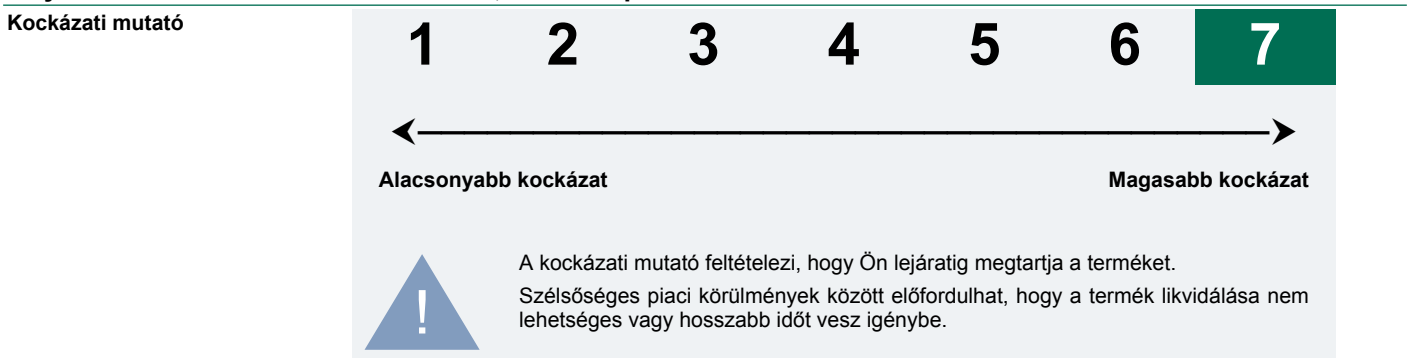 Kockázati mutató
1 2 3 4 5 6 7
Alacsonyabb kockázat Magasabb kockázat
!
A kockázati mutató feltételezi, hogy Ön lejáratig megtartja a terméket.
Szélsőséges piaci körülmények között előfordulhat, hogy a termék likvidálása nem
lehetséges vagy hosszabb időt vesz igénybe.